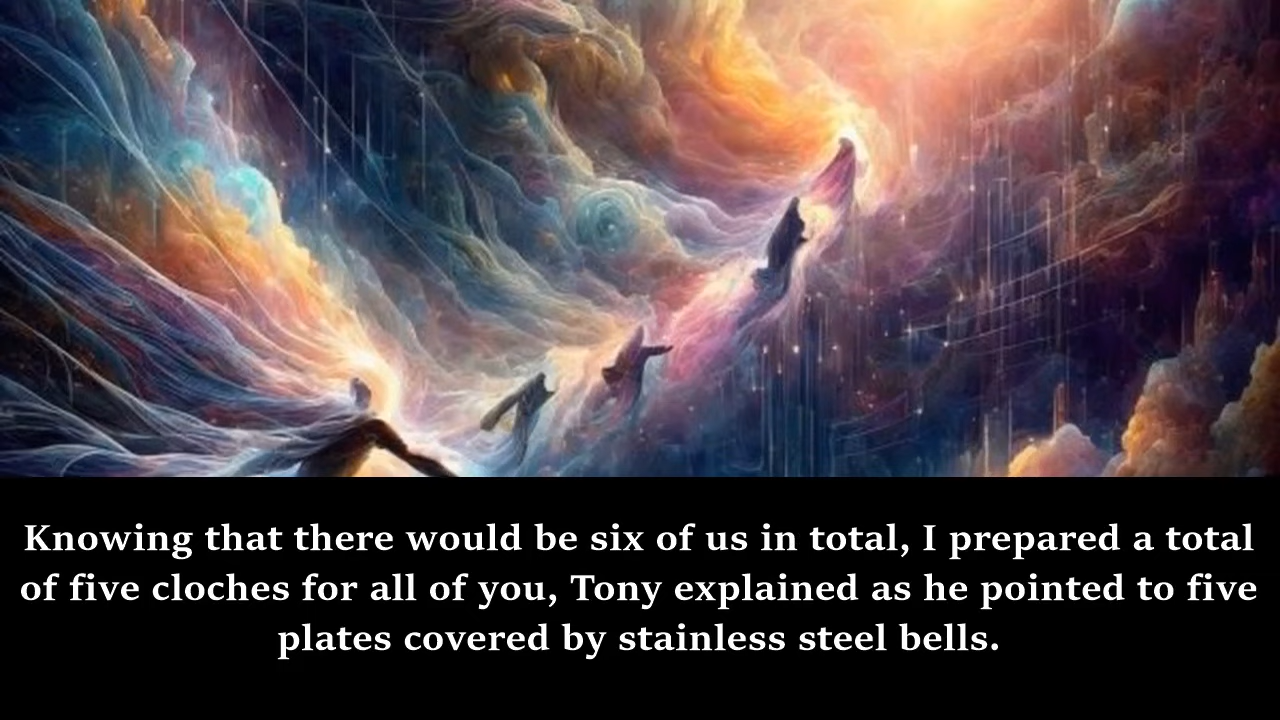 Knowing that there would be six of us in total, I prepared a total
of five cloches for all of you, Tony explained as he pointed to five
plates covered by stainless steel bells.